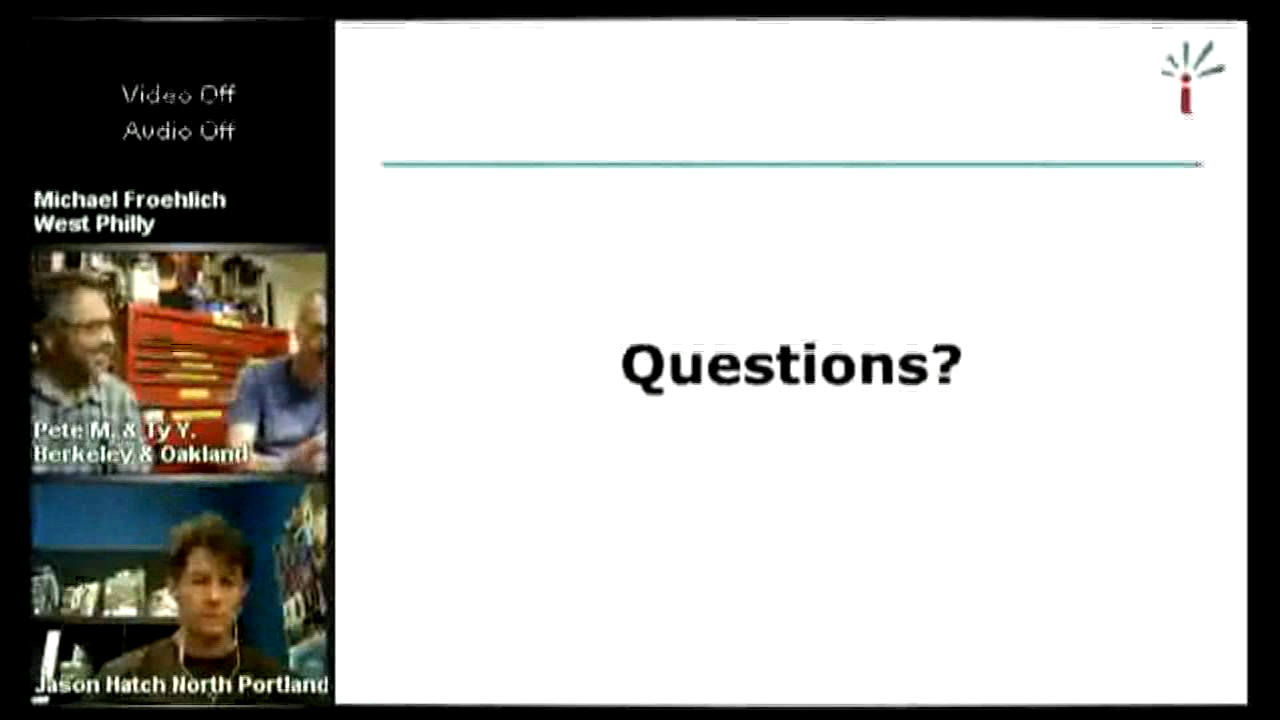 Video Off
Audio Off
Michael Froehlich
West Philly
Pete M. & Ty Y.
Berkeley & Oakland
Jason Hatch North Portland
Questions?